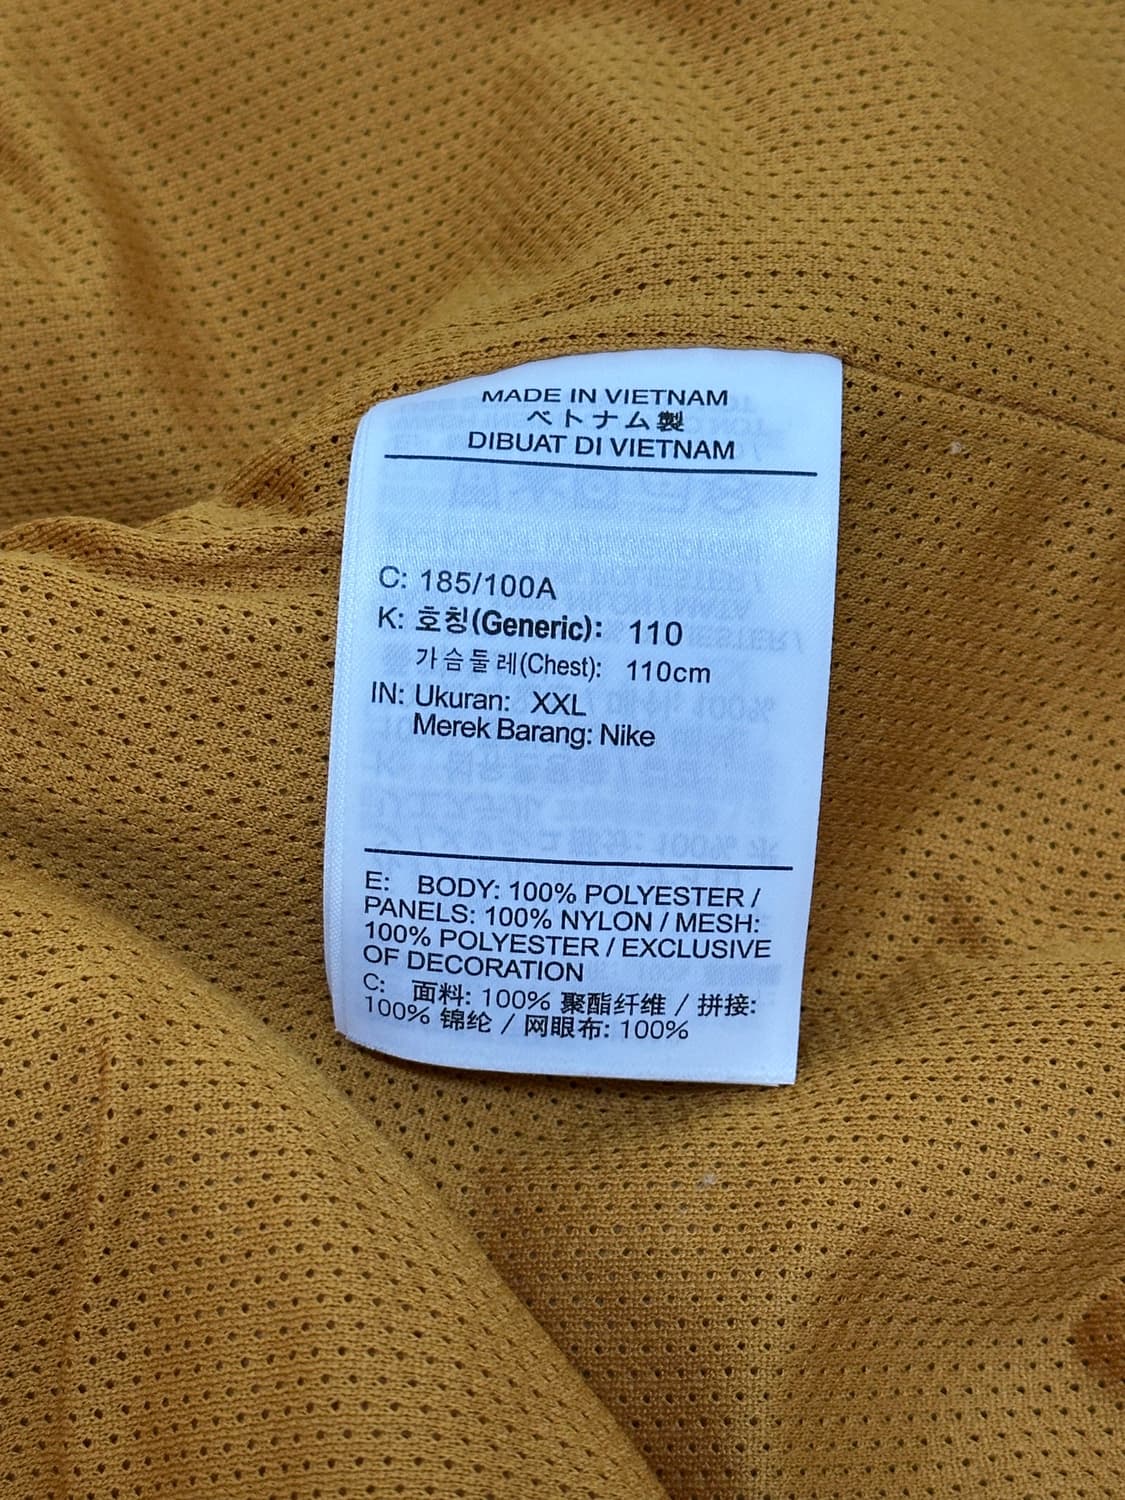 MADE IN VIETNAM
ベトナム製
DIBUAT DI VIETNAM
C: 185/100A
K: 호칭(Generic): 110
가슴둘레(Chest): 110cm
IN: Ukuran: XXL
Merek Barang: Nike
E: BODY: 100% POLYESTER /
PANELS: 100% NYLON / MESH:
100% POLYESTER / EXCLUSIVE
OF DECORATION
C: 面料: 100% 聚酯纤维 / 拼接:
100% 锦纶 / 网眼布: 100%